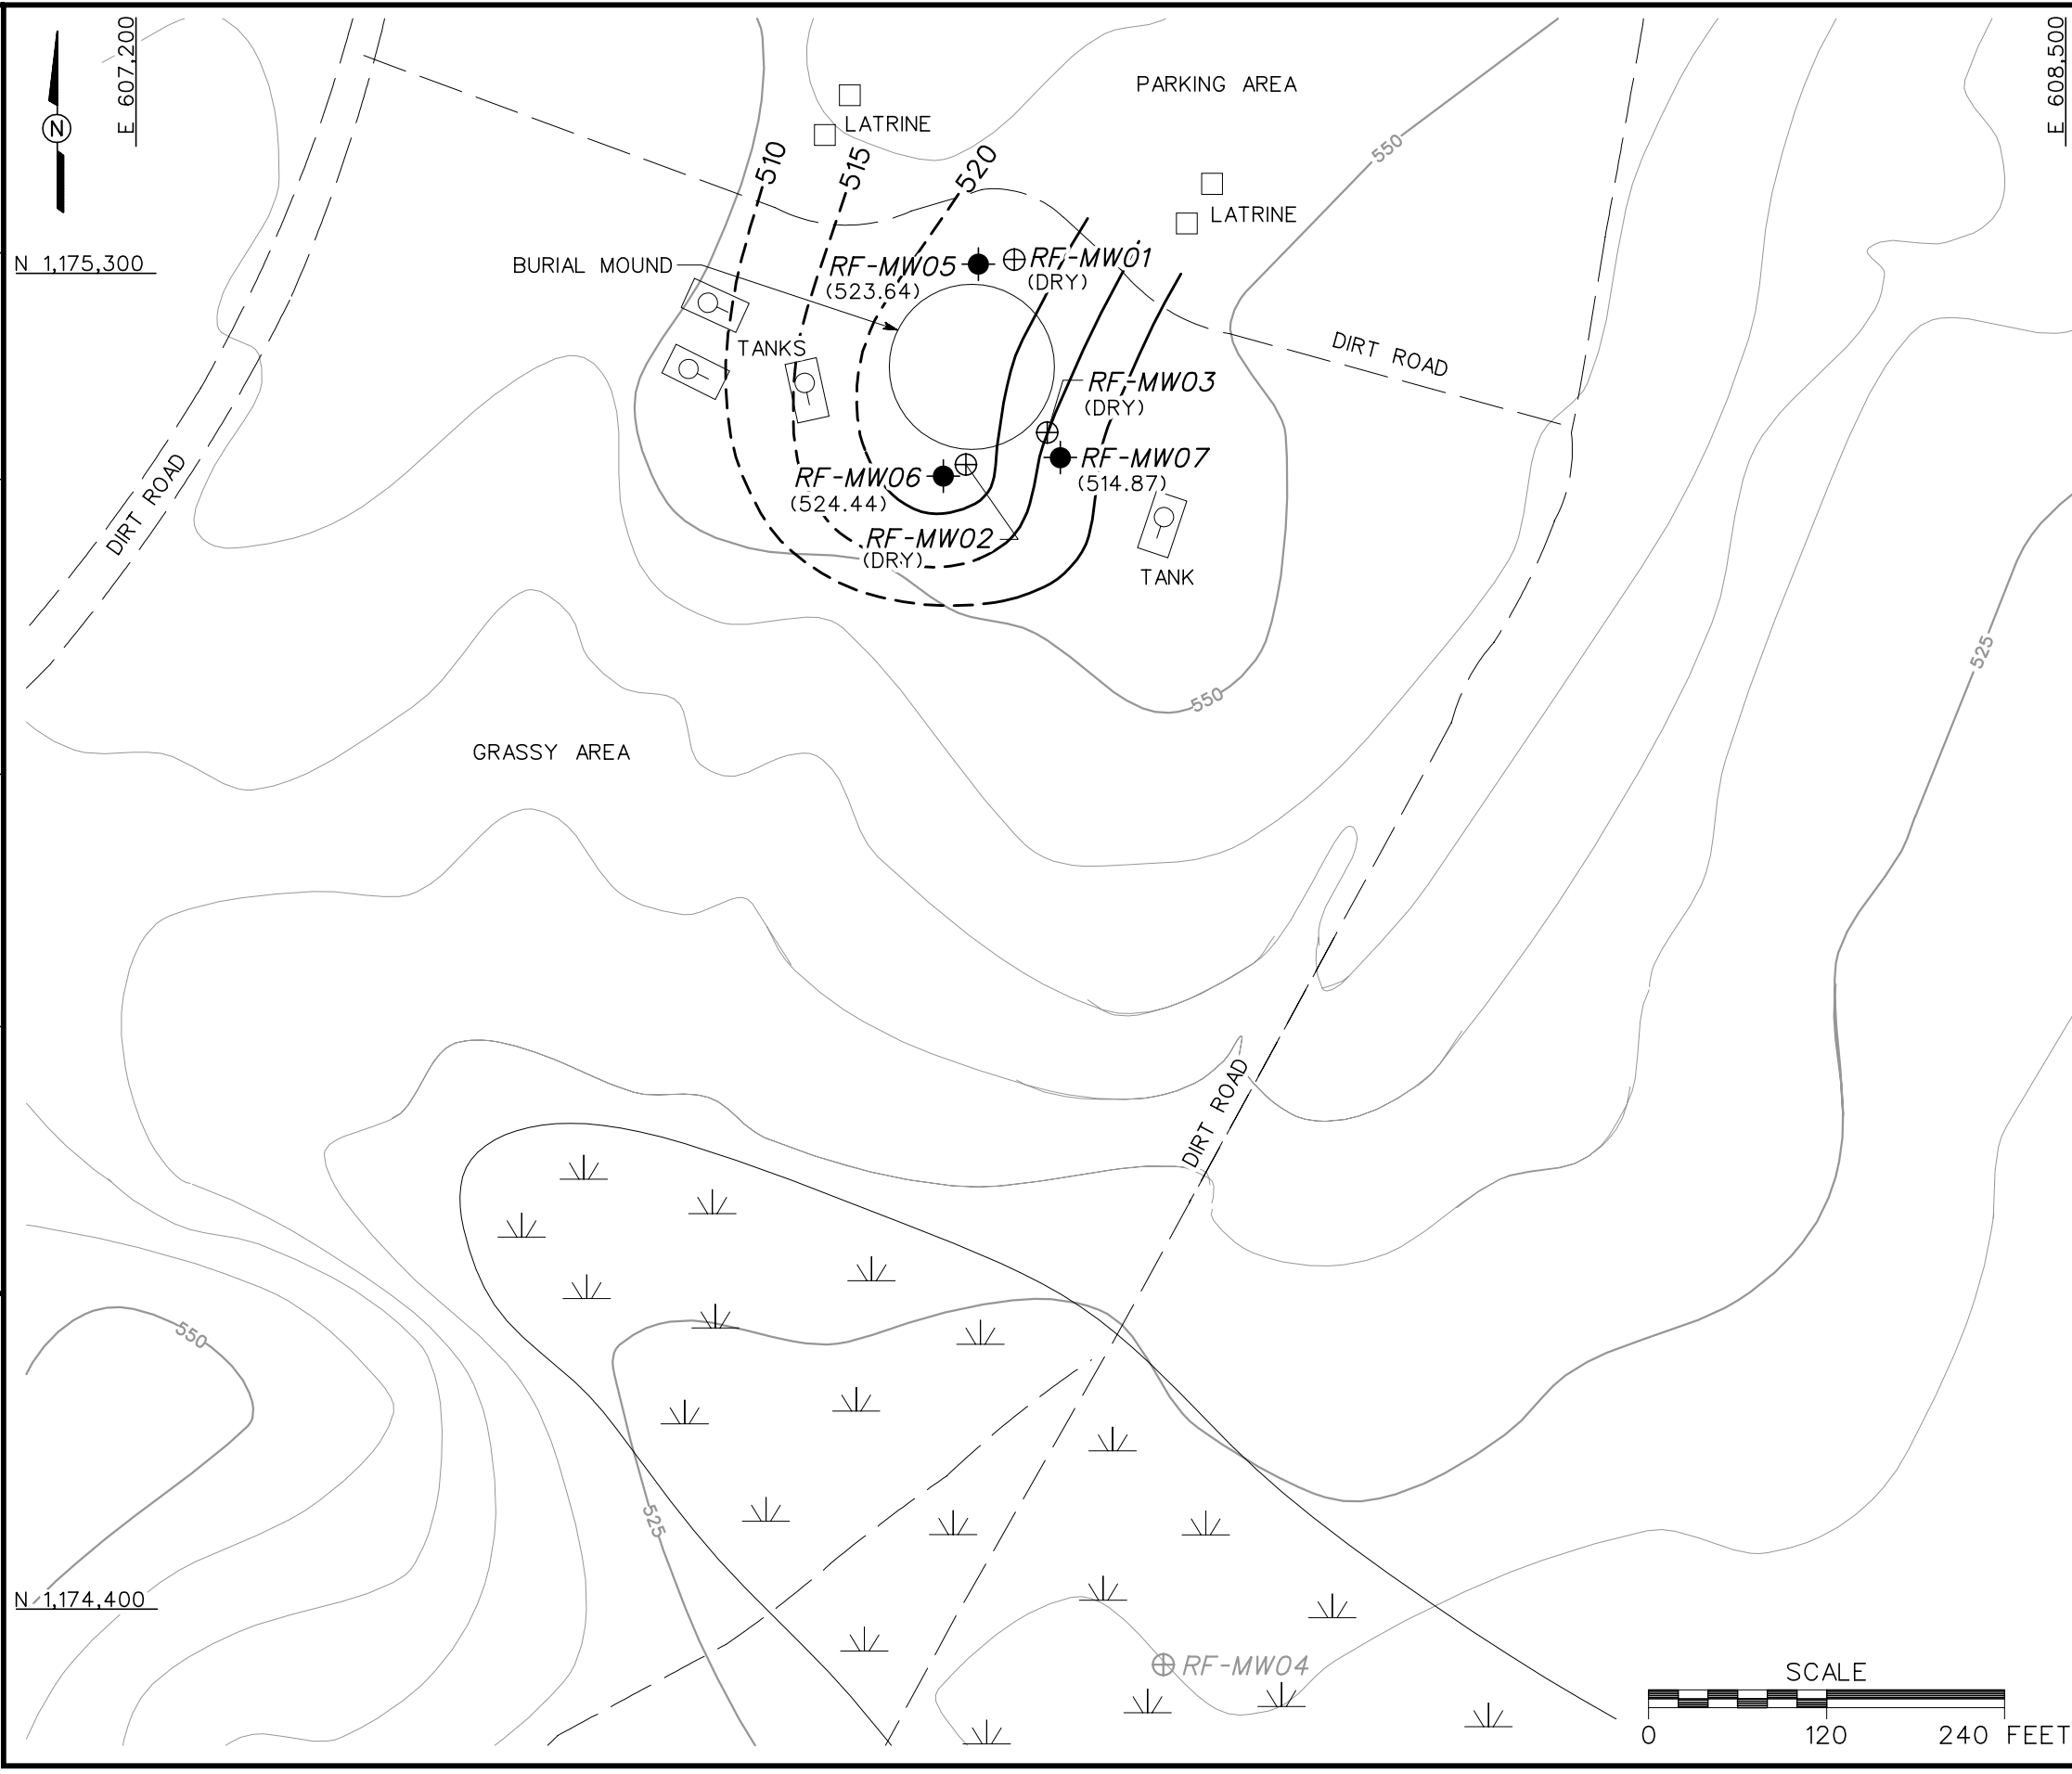 E 607,200
E 608,500
N
PARKING AREA
LATRINE
550
510
515
520
LATRINE
N 1,175,300
BURIAL MOUND
RF-MW05
(523.64)
RF-MW01
(DRY)
TANKS
DIRT ROAD
RF-MW03
(DRY)
RF-MW07
(514.87)
RF-MW06
(524.44)
DIRT ROAD
RF-MW02
(DRY)
TANK
525
550
GRASSY AREA
DIRT ROAD
550
525
N 1,174,400
RF-MW04
SCALE
0 120 240 FEET